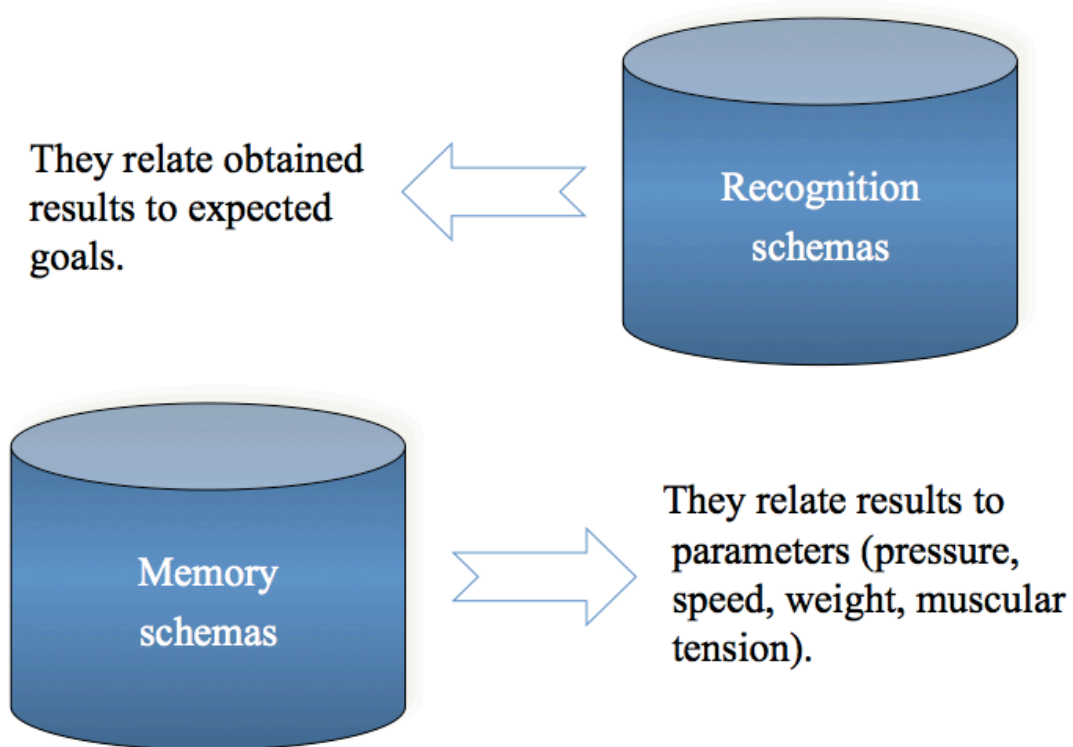 They relate obtained
results to expected
goals.
Recognition
schemas
Memory
schemas
They relate results to
parameters (pressure,
speed, weight, muscular
tension).